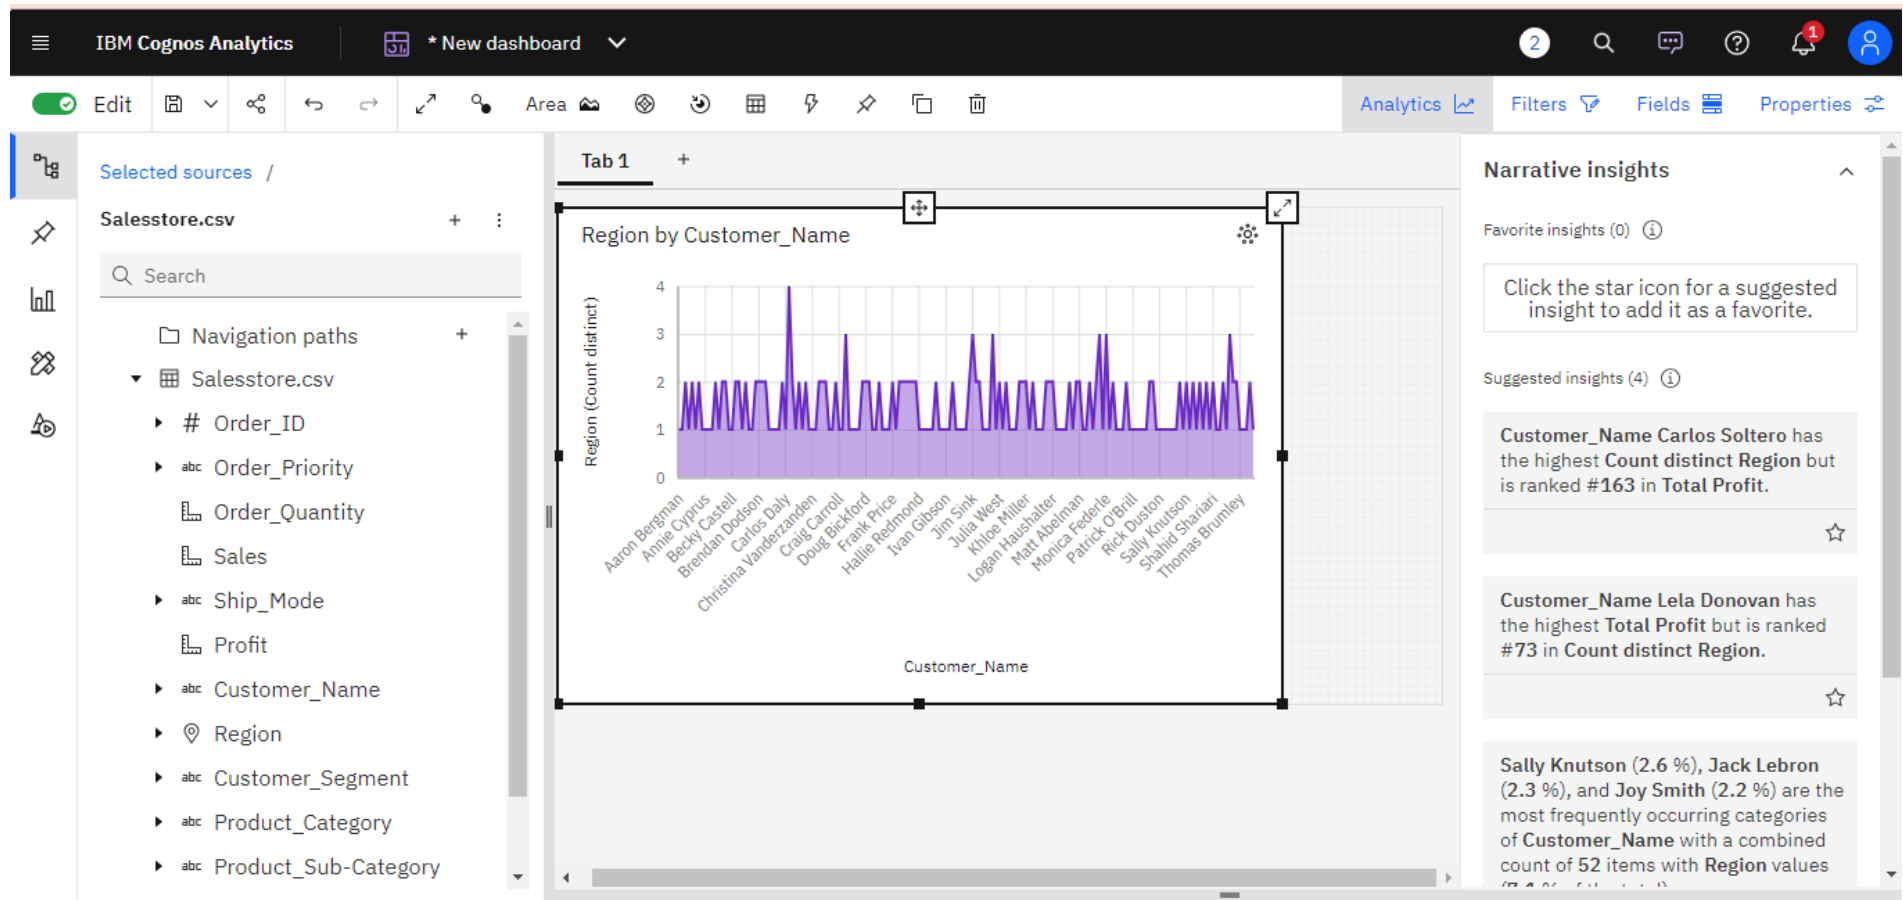 IBM Cognos Analytics
* New dashboard
2
1
Edit
Area
Analytics
Filters
Fields
Properties
Selected sources /
Salesstore.csv
Search
Navigation paths
Salesstore.csv
# Order_ID
abc Order_Priority
Order_Quantity
Sales
abc Ship_Mode
Profit
abc Customer_Name
Region
abc Customer_Segment
abc Product_Category
abc Product_Sub-Category
Tab 1
Region by Customer_Name
Region (Count distinct)
4
3
2
1
0
Aaron Bergman
Annie Cyprus
Becky Castell
Brendan Dodson
Carlos Daly
Christina Vanderzanden
Craig Carroll
Doug Bickford
Frank Price
Hallie Redmond
Ivan Gibson
Jim Sink
Julia West
Khloe Miller
Logan Haushalter
Matt Abelman
Monica Federle
Patrick O'Brill
Rick Duston
Sally Knutson
Shahid Shariari
Thomas Brumley
Customer_Name
Narrative insights
Favorite insights (0)
Click the star icon for a suggested
insight to add it as a favorite.
Suggested insights (4)
Customer_Name Carlos Soltero has
the highest Count distinct Region but
is ranked #163 in Total Profit.
Customer_Name Lela Donovan has
the highest Total Profit but is ranked
#73 in Count distinct Region.
Sally Knutson (2.6 %), Jack Lebron
(2.3 %), and Joy Smith (2.2 %) are the
most frequently occurring categories
of Customer_Name with a combined
count of 52 items with Region values